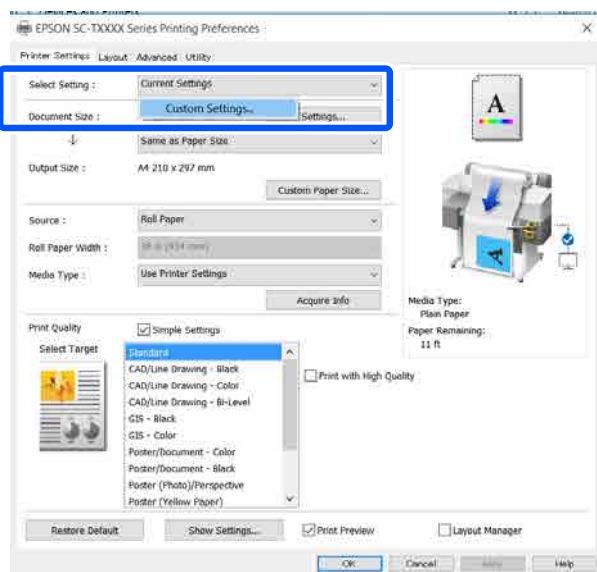 EPSON SC-TXXXX Series Printing Preferences
Printer Settings Layout Advanced Utility
Select Setting : Current Settings
Custom Settings...
Document Size : Settings...
Same as Paper Size
Output Size : A4 210 x 297 mm
Custom Paper Size...
Source : Roll Paper
Roll Paper Width :
Media Type : Use Printer Settings
Acquire Info
Media Type:
Plain Paper
Paper Remaining:
11 ft
Print Quality Simple Settings
Select Target
Standard
CAD/Line Drawing - Black
CAD/Line Drawing - Color
CAD/Line Drawing - Bi-Level
GIS - Black
GIS - Color
Poster/Document - Color
Poster/Document - Black
Poster (Photo)/Perspective
Poster (Yellow Paper)
Print with High Quality
A
A
Restore Default Show Settings... Print Preview Layout Manager
OK Cancel Help